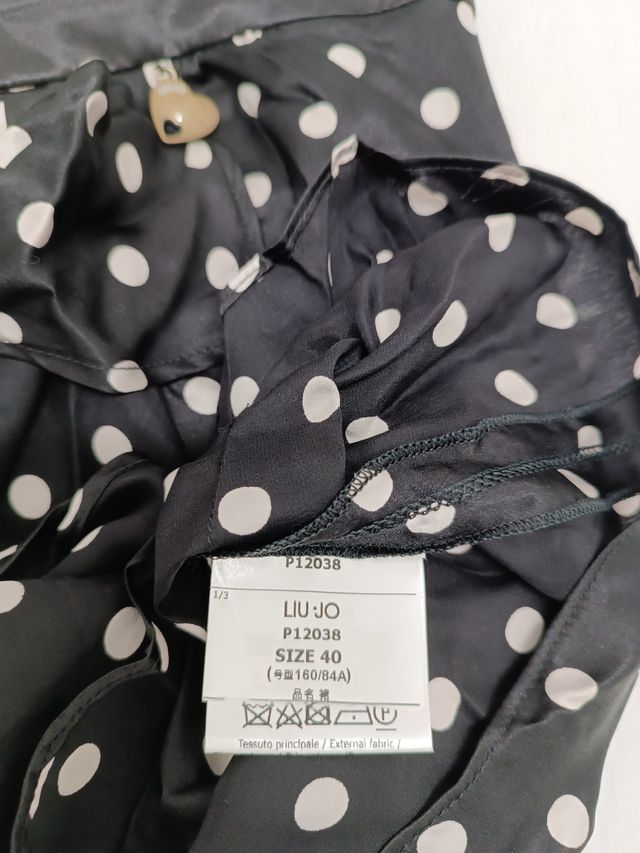 P12038
1/3
LIU·JO
P12038
SIZE 40
(号型160/84A)
品名 裙
P
Tessuto principale / External fabric /